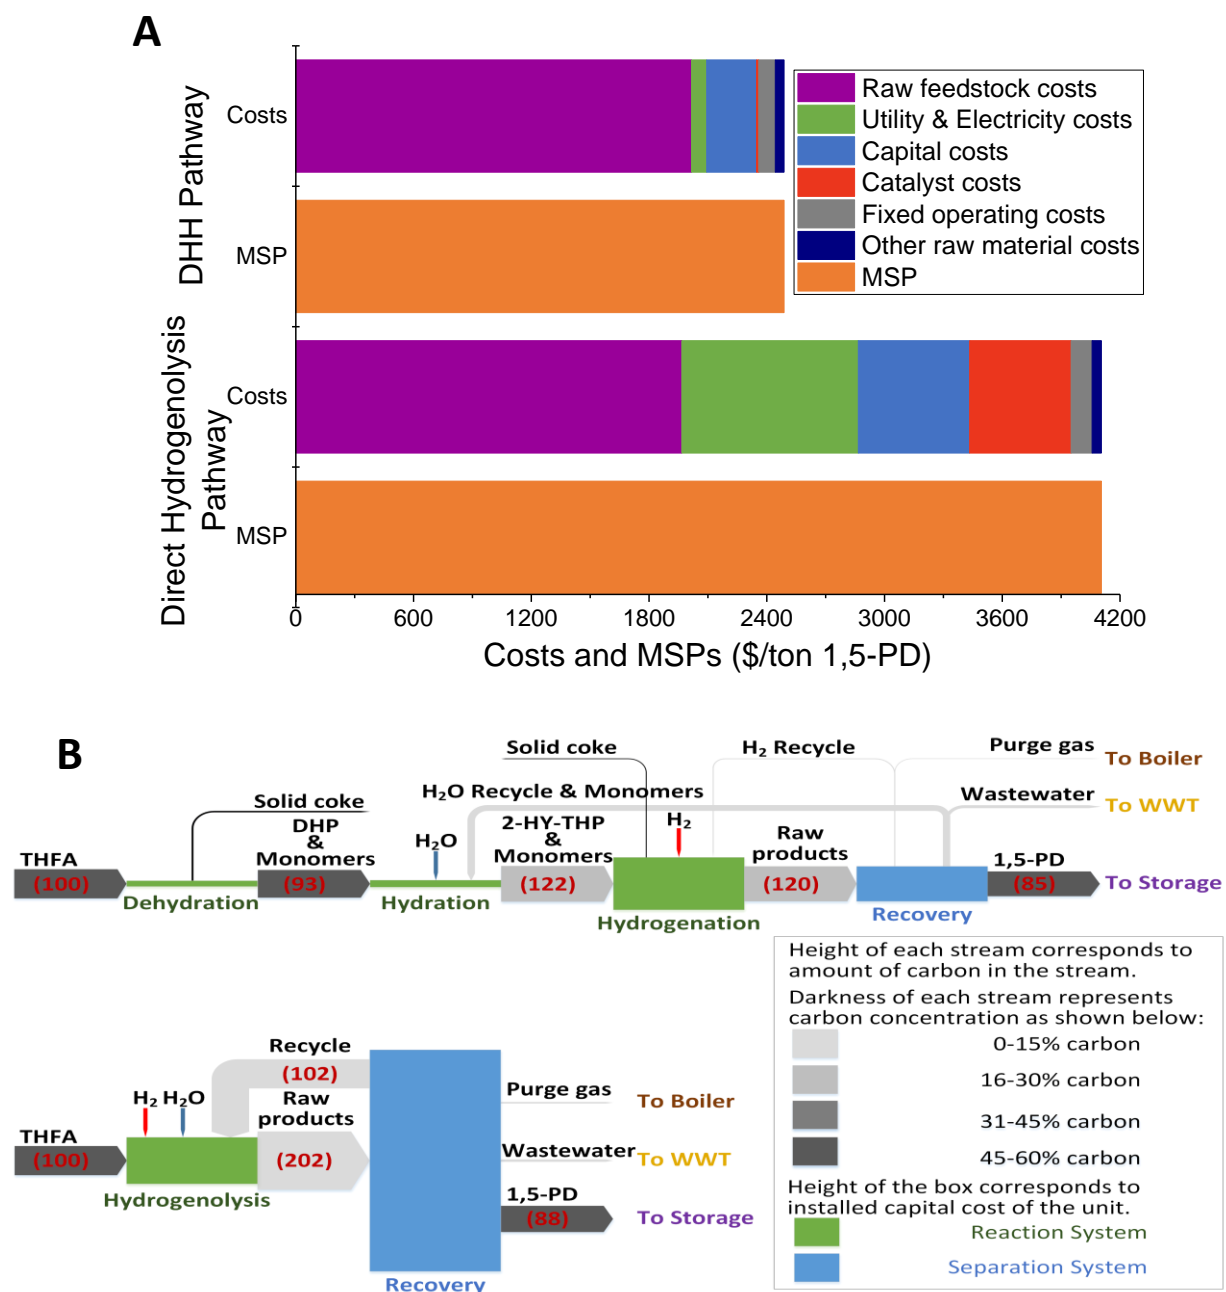 A
DHH Pathway
Costs
MSP
Direct Hydrogenolysis
Pathway
Costs
MSP
Raw feedstock costs
Utility & Electricity costs
Capital costs
Catalyst costs
Fixed operating costs
Other raw material costs
MSP
0 600 1200 1800 2400 3000 3600 4200
Costs and MSPs ($/ton 1,5-PD)
B
Solid coke
H2 Recycle
Purge gas
To Boiler
Solid coke
H2O Recycle & Monomers
Wastewater
To WWT
THFA
(100)
Dehydration
DHP
&
Monomers
(93)
H2O
Hydration
2-HY-THP
&
Monomers
(122)
H2
Hydrogenation
Raw
products
(120)
Recovery
1,5-PD
(85)
To Storage
Height of each stream corresponds to
amount of carbon in the stream.
Darkness of each stream represents
carbon concentration as shown below:
0-15% carbon
16-30% carbon
31-45% carbon
45-60% carbon
Height of the box corresponds to
installed capital cost of the unit.
Reaction System
Separation System
THFA
(100)
H2 H2O
Hydrogenolysis
Recycle
(102)
Raw
products
(202)
Recovery
Purge gas
To Boiler
Wastewater
To WWT
1,5-PD
(88)
To Storage